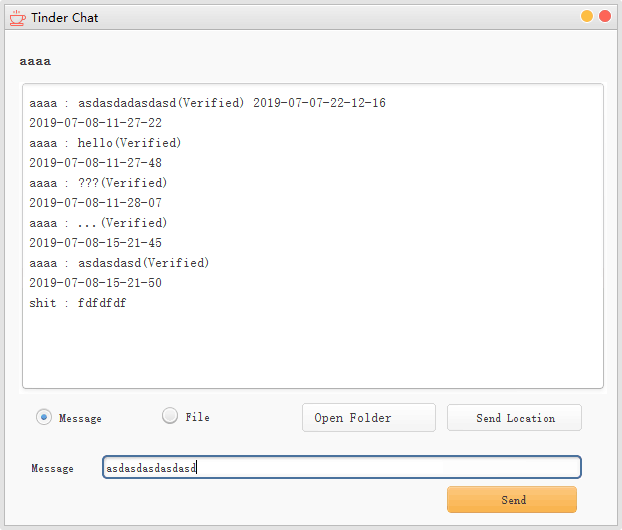 Tinder Chat
aaaa
aaaa : asdasdadasdasd(Verified) 2019-07-07-22-12-16
2019-07-08-11-27-22
aaaa : hello(Verified)
2019-07-08-11-27-48
aaaa : ???(Verified)
2019-07-08-11-28-07
aaaa : ...(Verified)
2019-07-08-15-21-45
aaaa : asdasdasd(Verified)
2019-07-08-15-21-50
shit : fdfdfdf
Message File Open Folder Send Location
Message asdasdasdasdasd
Send